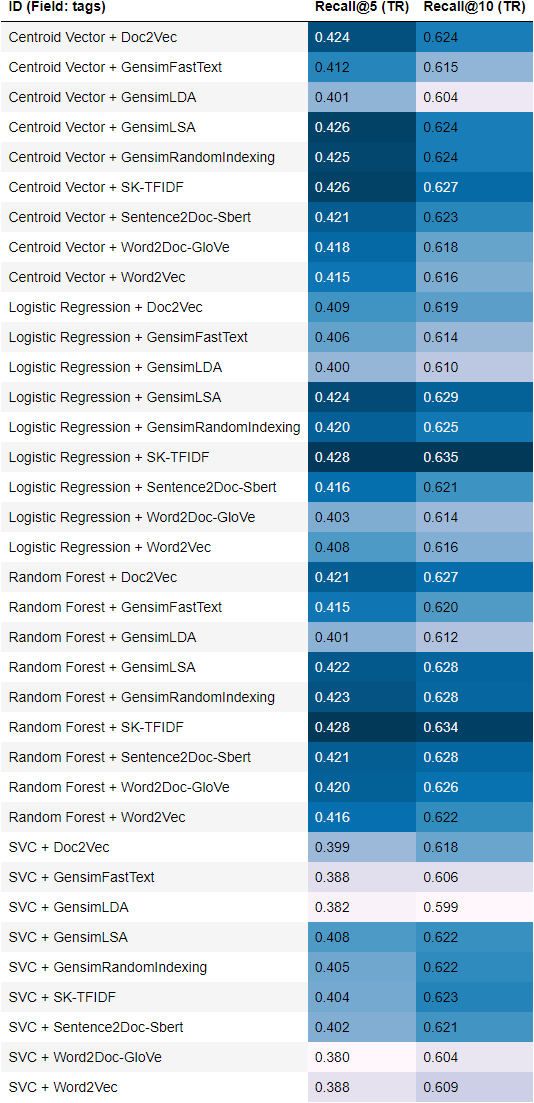 ID (Field: tags) Recall@5 (TR) Recall@10 (TR)
Centroid Vector + Doc2Vec 0.424 0.624
Centroid Vector + GensimFastText 0.412 0.615
Centroid Vector + GensimLDA 0.401 0.604
Centroid Vector + GensimLSA 0.426 0.624
Centroid Vector + GensimRandomIndexing 0.425 0.624
Centroid Vector + SK-TFIDF 0.426 0.627
Centroid Vector + Sentence2Doc-Sbert 0.421 0.623
Centroid Vector + Word2Doc-GloVe 0.418 0.618
Centroid Vector + Word2Vec 0.415 0.616
Logistic Regression + Doc2Vec 0.409 0.619
Logistic Regression + GensimFastText 0.406 0.614
Logistic Regression + GensimLDA 0.400 0.610
Logistic Regression + GensimLSA 0.424 0.629
Logistic Regression + GensimRandomIndexing 0.420 0.625
Logistic Regression + SK-TFIDF 0.428 0.635
Logistic Regression + Sentence2Doc-Sbert 0.416 0.621
Logistic Regression + Word2Doc-GloVe 0.403 0.614
Logistic Regression + Word2Vec 0.408 0.616
Random Forest + Doc2Vec 0.421 0.627
Random Forest + GensimFastText 0.415 0.620
Random Forest + GensimLDA 0.401 0.612
Random Forest + GensimLSA 0.422 0.628
Random Forest + GensimRandomIndexing 0.423 0.628
Random Forest + SK-TFIDF 0.428 0.634
Random Forest + Sentence2Doc-Sbert 0.421 0.628
Random Forest + Word2Doc-GloVe 0.420 0.626
Random Forest + Word2Vec 0.416 0.622
SVC + Doc2Vec 0.399 0.618
SVC + GensimFastText 0.388 0.606
SVC + GensimLDA 0.382 0.599
SVC + GensimLSA 0.408 0.622
SVC + GensimRandomIndexing 0.405 0.622
SVC + SK-TFIDF 0.404 0.623
SVC + Sentence2Doc-Sbert 0.402 0.621
SVC + Word2Doc-GloVe 0.380 0.604
SVC + Word2Vec 0.388 0.609